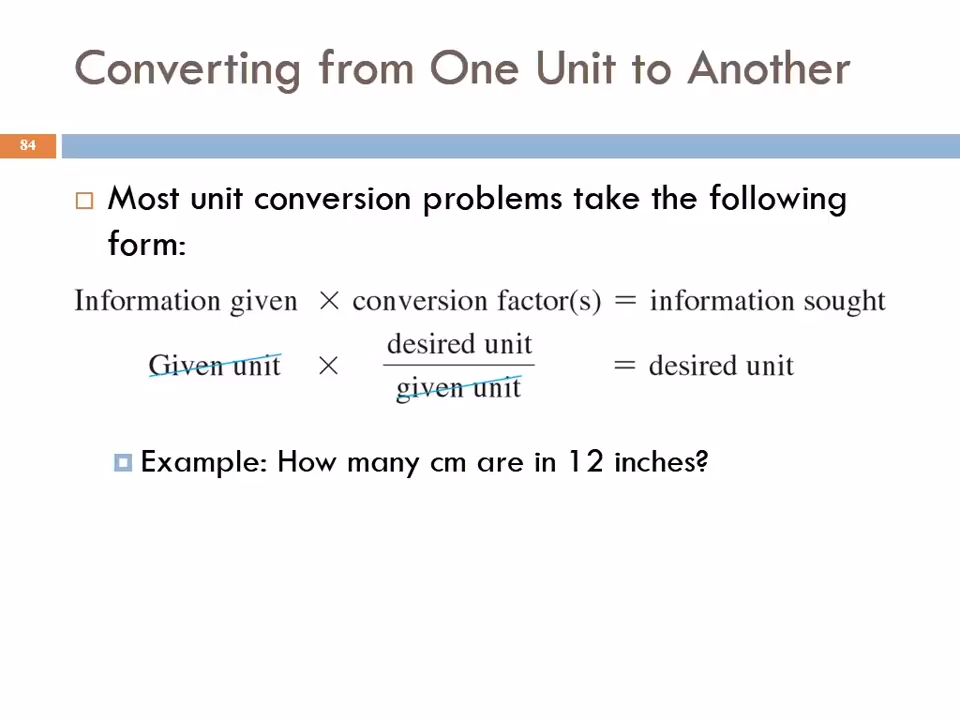 Converting from One Unit to Another
84
Most unit conversion problems take the following
form:
Information given × conversion factor(s) = information sought
Given unit × desired unit / given unit = desired unit
Example: How many cm are in 12 inches?